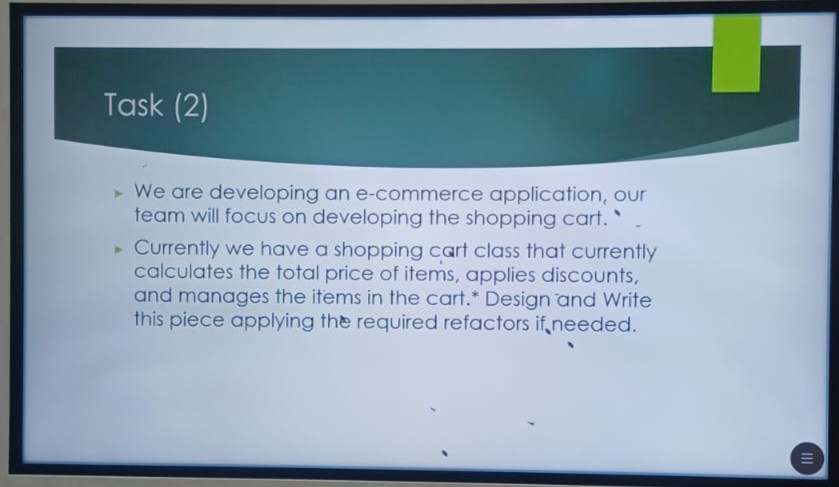 Task (2)
We are developing an e-commerce application, our
team will focus on developing the shopping cart.
Currently we have a shopping cart class that currently
calculates the total price of items, applies discounts,
and manages the items in the cart.* Design and Write
this piece applying the required refactors if needed.